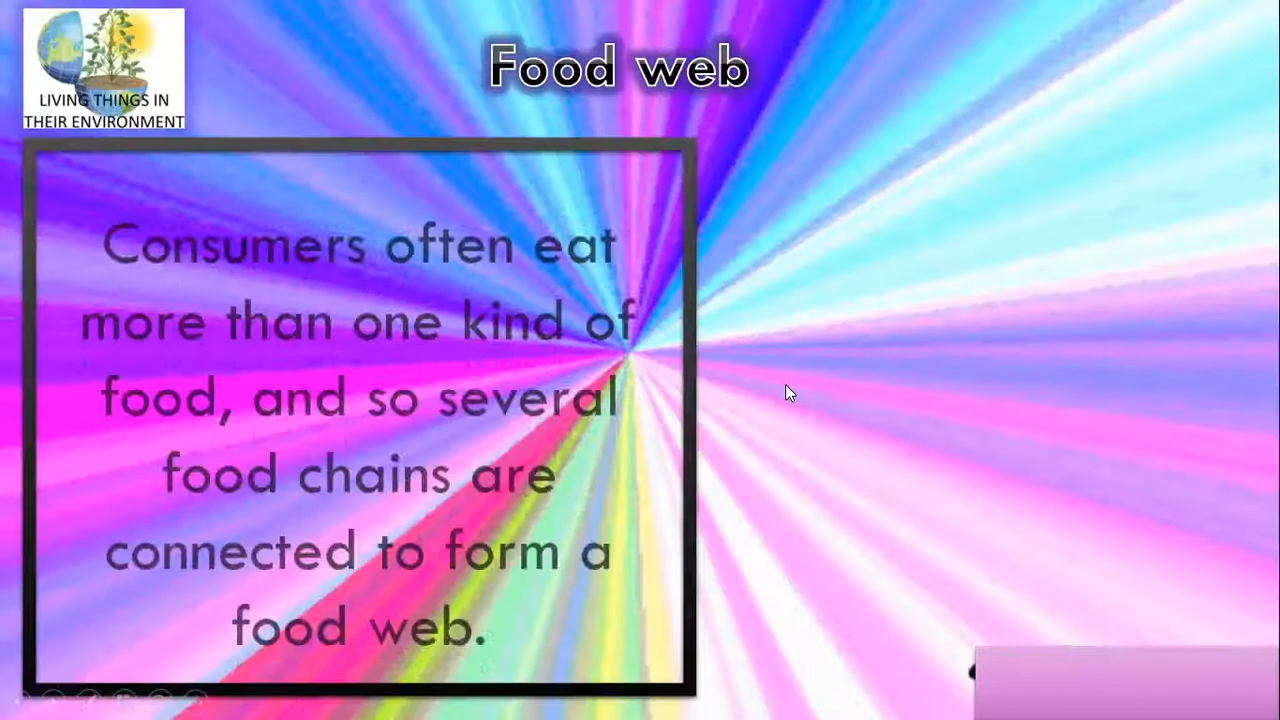 LIVING THINGS IN
THEIR ENVIRONMENT
Food web
Consumers often eat
more than one kind of
food, and so several
food chains are
connected to form a
food web.